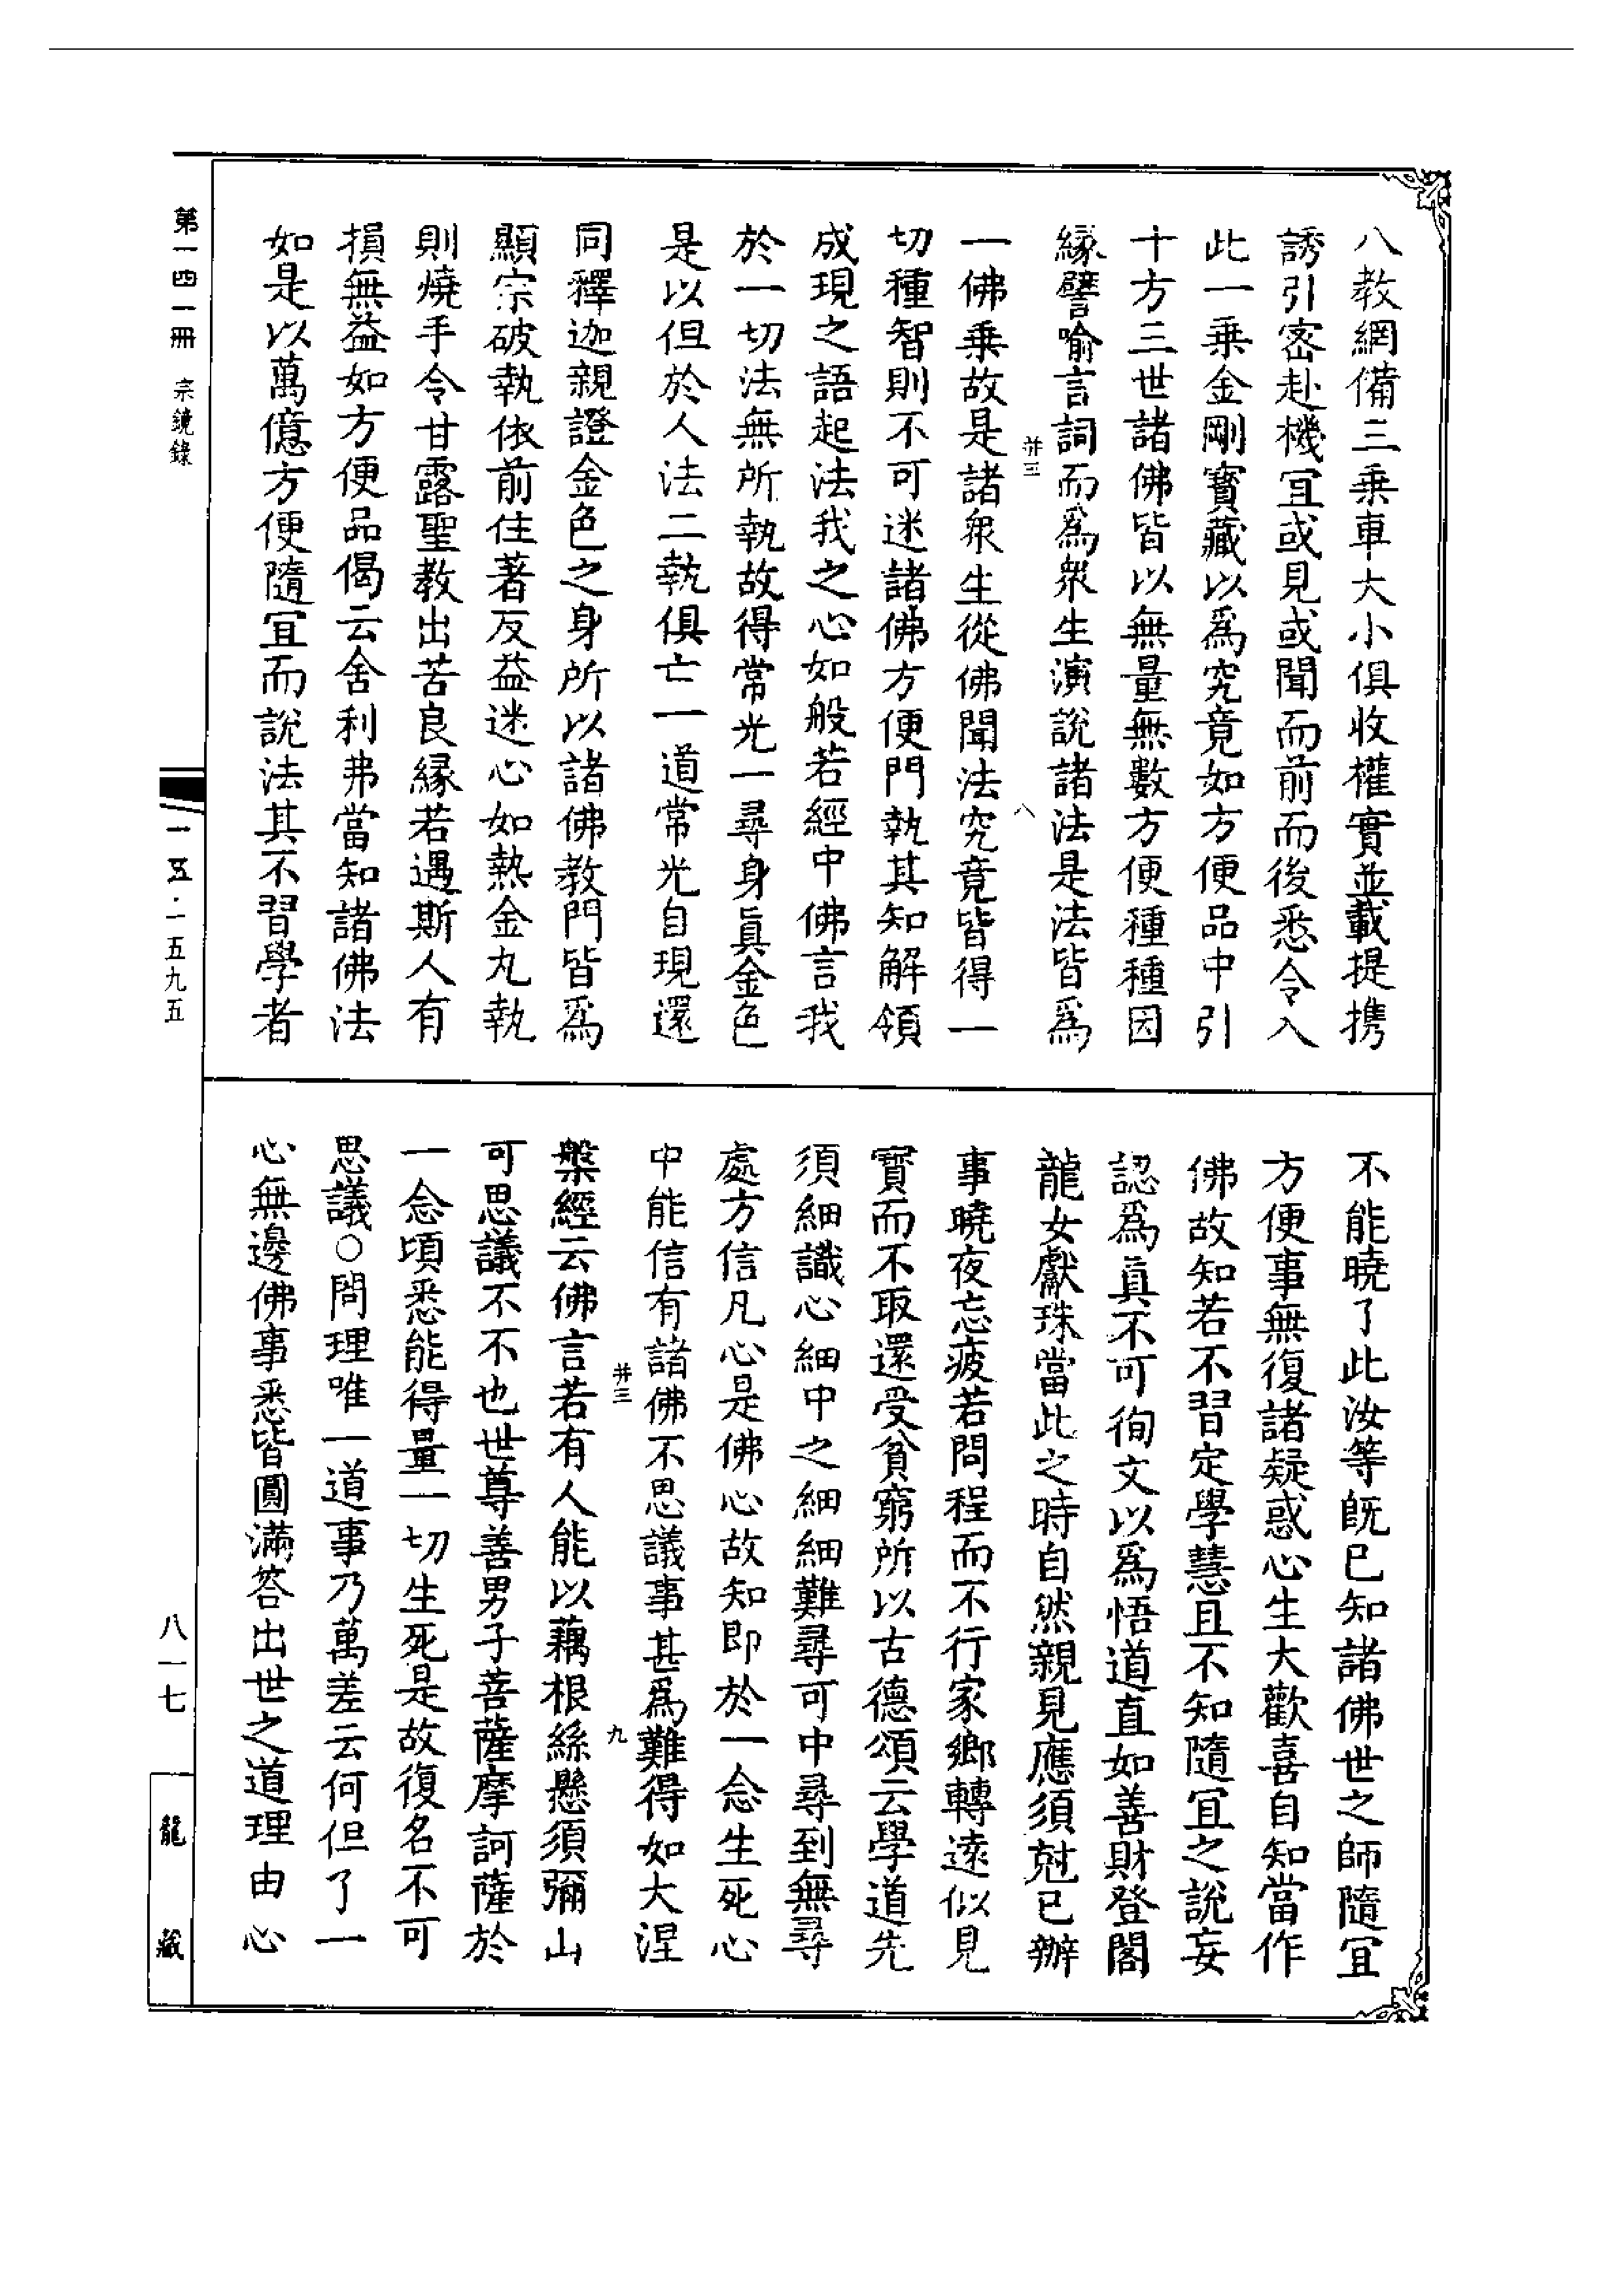 八教網備三乗車大小俱收權實並載提携
誘引密赴機宜或見或聞而前而後悉令入
此一乗金剛寳藏以爲究竟如方便品中引
十方三世諸佛皆以無量無數方便種種因
縁譬喻言詞而爲衆生演說諸法是法皆爲
并三
八
一佛乗故是諸衆生從佛聞法究竟皆得一
切種智則不可迷諸佛方便門執其知解領
成現之語起法我之心如般若經中佛言我
於一切法無所執故得常光一尋身眞金色
是以但於人法二執俱亡一道常光自現還
同釋迦親證金色之身所以諸佛教門皆爲
顯宗破執依前住著反益迷心如熱金丸執
則燒手令甘露聖教出苦良縁若遇斯人有
損無益如方便品偈云舍利弗當知諸佛法
如是以萬億方便隨宜而說法其不習學者
不能曉了此汝等旣已知諸佛世之師隨宜
方便事無復諸疑惑心生大歡喜自知當作
佛故知若不習定學慧且不知隨宜之說妄
認爲眞不可徇文以爲悟道直如善財登閣
龍女獻珠當此之時自然親見應須尅已辦
事曉夜忘疲若問程而不行家鄉轉遠似見
寳而不取還受貧窮所以古德頌云學道先
須細識心細中之細細難尋可中尋到無尋
處方信凡心是佛心故知即於一念生死心
中能信有諸佛不思議事甚爲難得如大涅
并三
九
槃經云佛言若有人能以藕根絲懸須彌山
可思議不不也世尊善男子菩薩摩訶薩於
一念頃悉能得量一切生死是故復名不可
思議○問理唯一道事乃萬差云何但了一
心無邊佛事悉皆圓滿答出世之道理由心
第一四一冊 宗鏡錄
一五·一五九五
八一七
龍藏